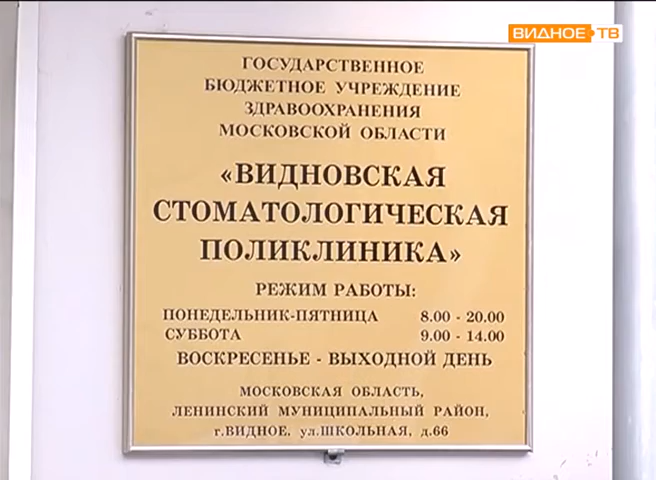 ВИДНОЕ ТВ
ГОСУДАРСТВЕННОЕ
БЮДЖЕТНОЕ УЧРЕЖДЕНИЕ
ЗДРАВООХРАНЕНИЯ
МОСКОВСКОЙ ОБЛАСТИ
«ВИДНОВСКАЯ
СТОМАТОЛОГИЧЕСКАЯ
ПОЛИКЛИНИКА»
РЕЖИМ РАБОТЫ:
ПОНЕДЕЛЬНИК-ПЯТНИЦА 8.00 - 20.00
СУББОТА 9.00 - 14.00
ВОСКРЕСЕНЬЕ - ВЫХОДНОЙ ДЕНЬ
МОСКОВСКАЯ ОБЛАСТЬ,
ЛЕНИНСКИЙ МУНИЦИПАЛЬНЫЙ РАЙОН,
г.ВИДНОЕ, ул.ШКОЛЬНАЯ, д.66